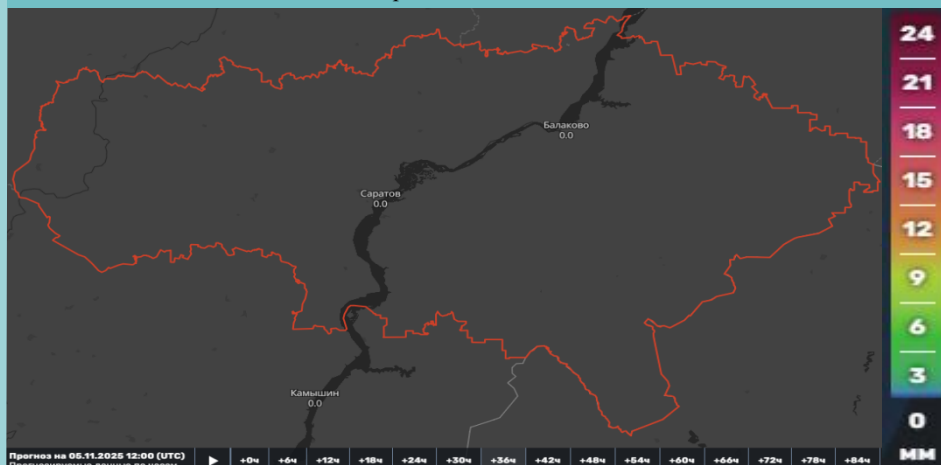 24
21
18
15
12
9
6
3
0
мм
Балаково
0.0
Саратов
0.0
Камышин
0.0
Прогноз на 05.11.2025 12:00 (UTC)
+0ч +6ч +12ч +18ч +24ч +30ч +36ч +42ч +48ч +54ч +60ч +66ч +72ч +78ч +84ч